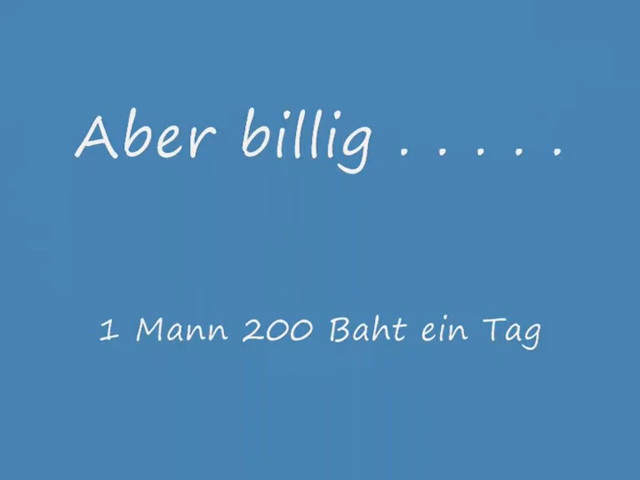 Aber billig . . . . .
1 Mann 200 Baht ein Tag